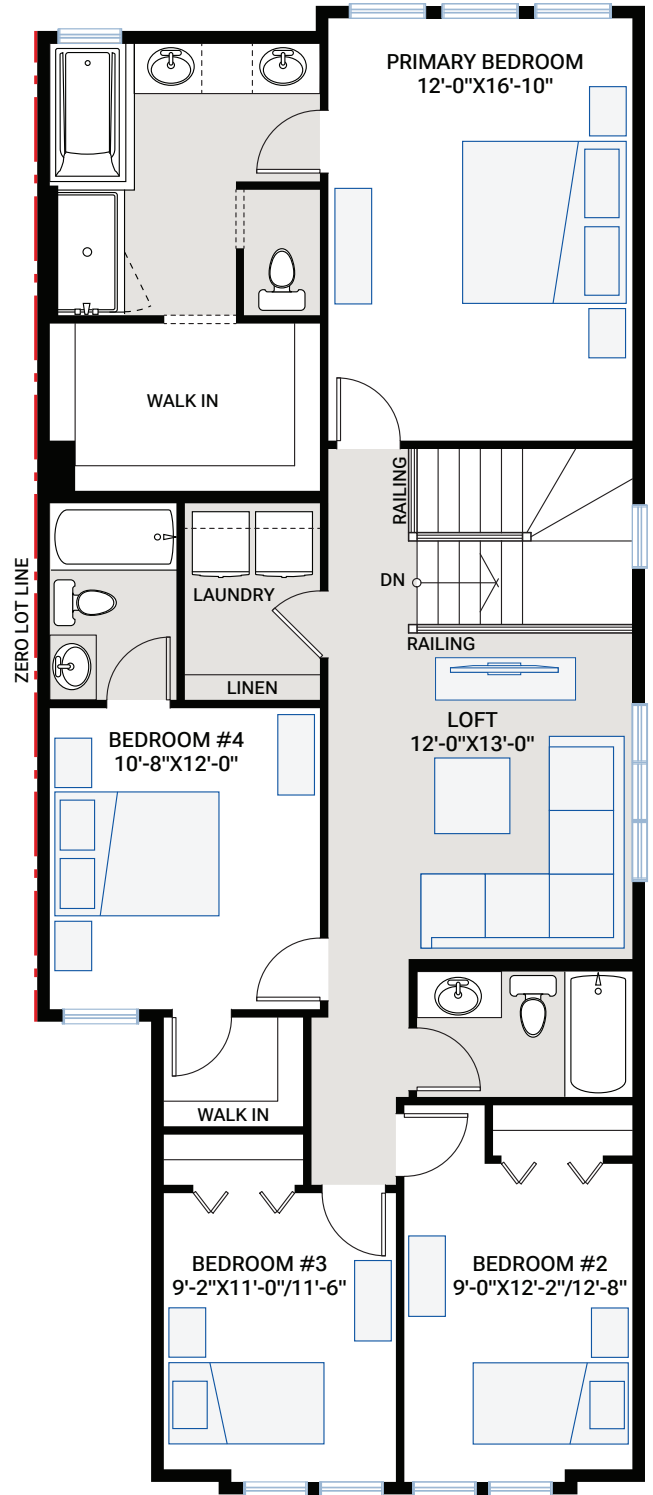 PRIMARY BEDROOM
12'-0"X16'-10"
WALK IN
RAILING
DN
RAILING
LAUNDRY
LINEN
ZERO LOT LINE
LOFT
12'-0"X13'-0"
BEDROOM #4
10'-8"X12'-0"
WALK IN
BEDROOM #3
9'-2"X11'-0"/11'-6"
BEDROOM #2
9'-0"X12'-2"/12'-8"